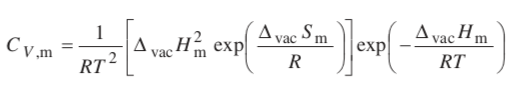 C_{V,m} = \frac{1}{RT^2} \left[ \Delta_{vac} H_m^2 \exp\left( \frac{\Delta_{vac} S_m}{R} \right) \right] \exp\left( -\frac{\Delta_{vac} H_m}{RT} \right)